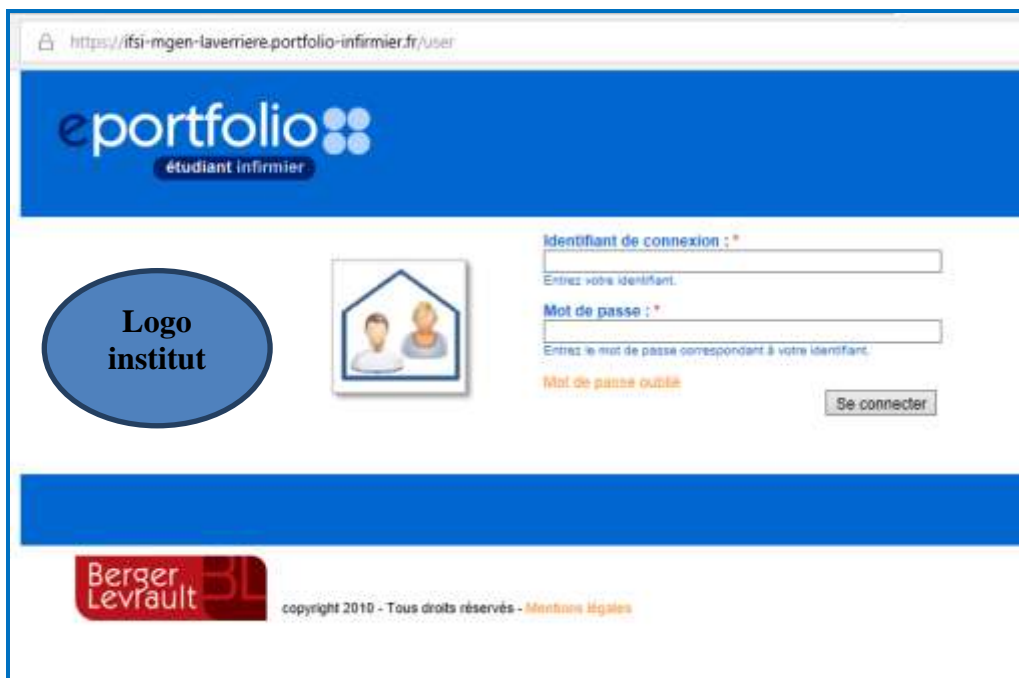 https://ifsi-mgen-laverriere.portfolio-infirmier.fr/user
eportfolio
étudiant infirmier
Identifiant de connexion : *
Entrez votre identifiant.
Logo
institut
Mot de passe : *
Entrez le mot de passe correspondant à votre identifiant.
Mot de passe oublié
Se connecter
Berger
Levrault
BL
copyright 2010 - Tous droits réservés - Mentions légales